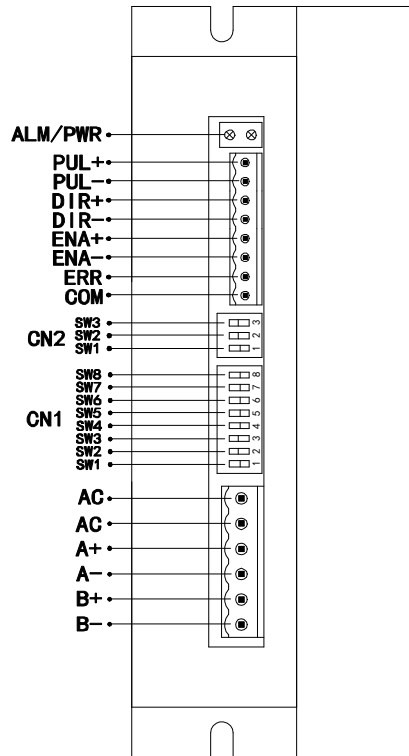 ALM/PWR
PUL+
PUL-
DIR+
DIR-
ENA+
ENA-
ERR
COM
SW3 3
CN2 SW2 2
SW1 1
SW8 8
SW7 7
SW6 6
SW5 5
CN1 SW4 4
SW3 3
SW2 2
SW1 1
AC
AC
A+
A-
B+
B-